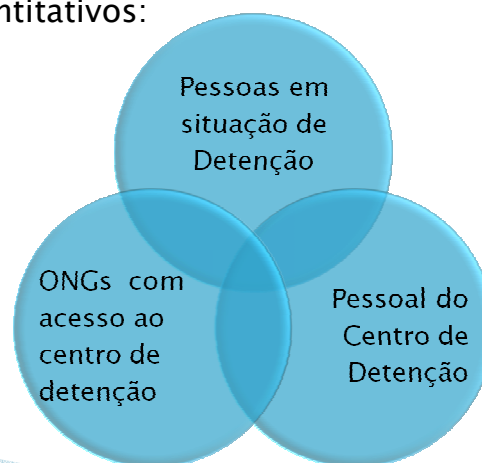 ntitativos:
Pessoas em
situação de
Detenção
ONGs com
acesso ao
centro de
detenção
Pessoal do
Centro de
Detenção